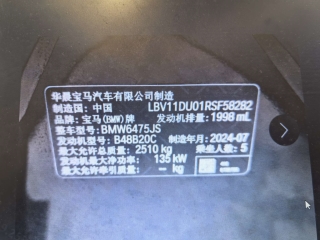 华晨宝马汽车有限公司制造
制造国: 中国 LBV11DU01RSF58282
品牌: 宝马(BMW)牌 发动机排量: 1998 mL
整车型号: BMW6475JS
发动机型号: B48B20C 制造年月: 2024-07
最大允许总质量: 2510 kg 乘坐人数: 5
发动机最大净功率: 135 kW
最大允许牵引质量: - kg